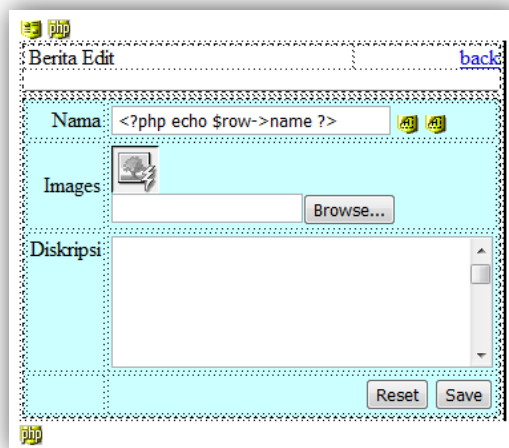 php
Berita Edit back
Nama <?php echo $row->name ?>
Images
Browse...
Diskripsi
Reset Save
php